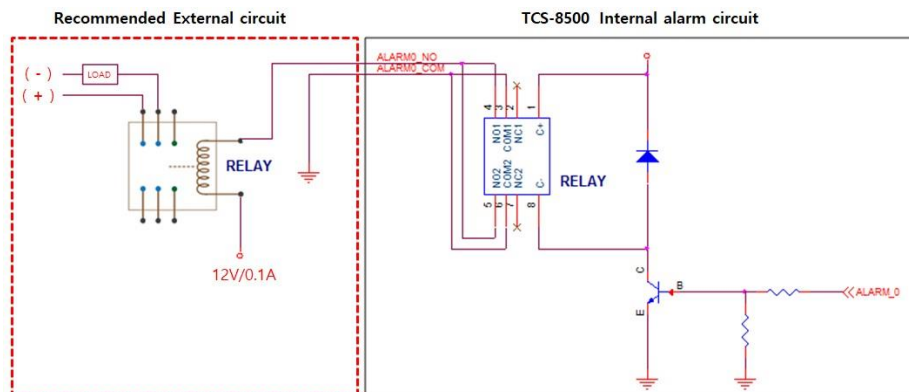 Recommended External circuit
TCS-8500 Internal alarm circuit
ALARM0_NO
ALARM0_COM
( - )
LOAD
( + )
RELAY
12V/0.1A
4
3
2
1
NO1
COM1
NC1
C+
NO2
COM2
NC2
C-
RELAY
5
6
7
8
C
B
E
ALARM_0